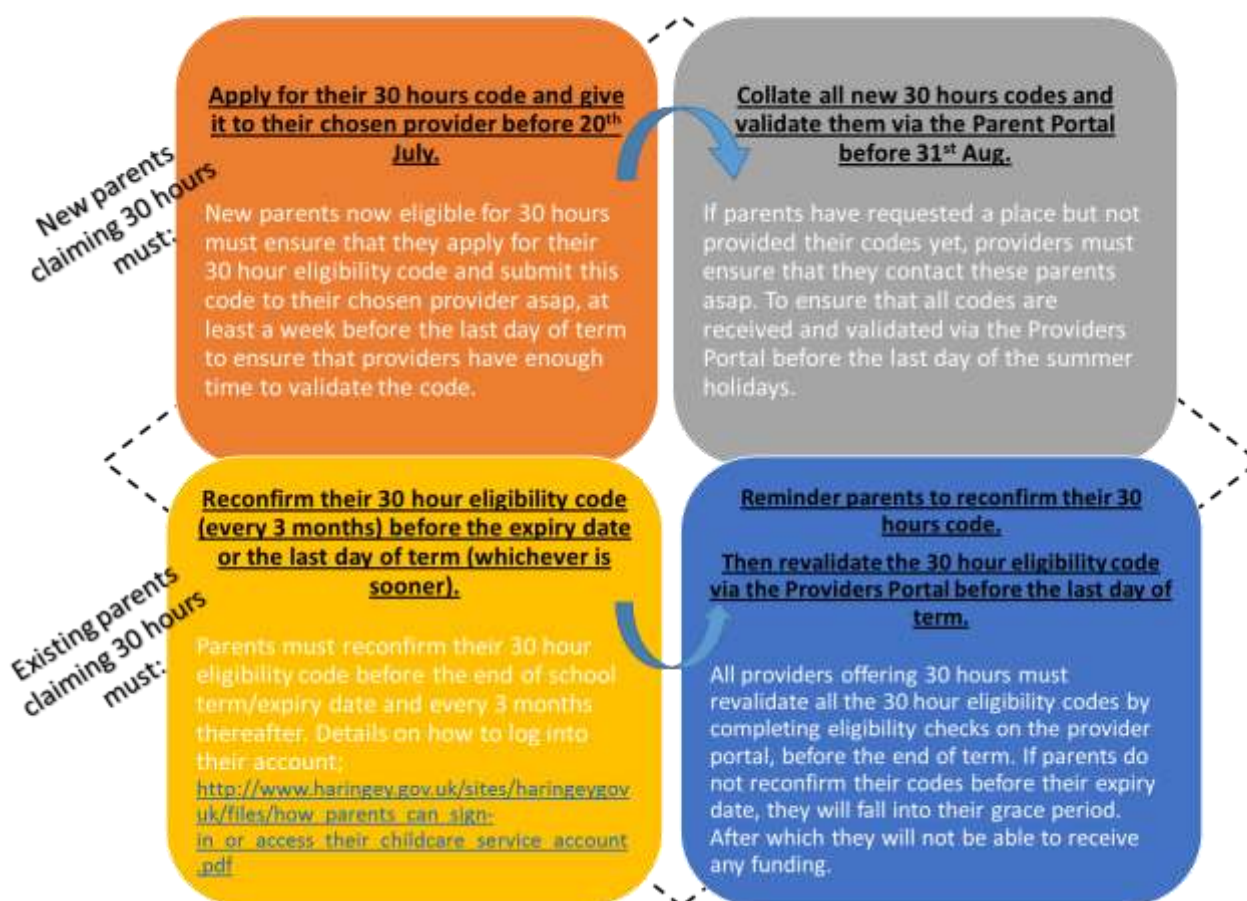 New parents
claiming 30 hours
must:
Apply for their 30 hours code and give
it to their chosen provider before 20th
July.
New parents now eligible for 30 hours
must ensure that they apply for their
30 hour eligibility code and submit this
code to their chosen provider asap, at
least a week before the last day of term
to ensure that providers have enough
time to validate the code.
Collate all new 30 hours codes and
validate them via the Parent Portal
before 31st Aug.
If parents have requested a place but not
provided their codes yet, providers must
ensure that they contact these parents
asap. To ensure that all codes are
received and validated via the Providers
Portal before the last day of the summer
holidays.
Existing parents
claiming 30 hours
must:
Reconfirm their 30 hour eligibility code
(every 3 months) before the expiry date
or the last day of term (whichever is
sooner).
Parents must reconfirm their 30 hour
eligibility code before the end of school
term/expiry date and every 3 months
thereafter. Details on how to log into
their account;
http://www.haringey.gov.uk/sites/haringeygov
uk/files/how_parents_can_sign-
in_or_access_their_childcare_service_account
.pdf
Reminder parents to reconfirm their 30
hours code.
Then revalidate the 30 hour eligibility code
via the Providers Portal before the last day of
term.
All providers offering 30 hours must
revalidate all the 30 hour eligibility codes by
completing eligibility checks on the provider
portal, before the end of term. If parents do
not reconfirm their codes before their expiry
date, they will fall into their grace period.
After which they will not be able to receive
any funding.